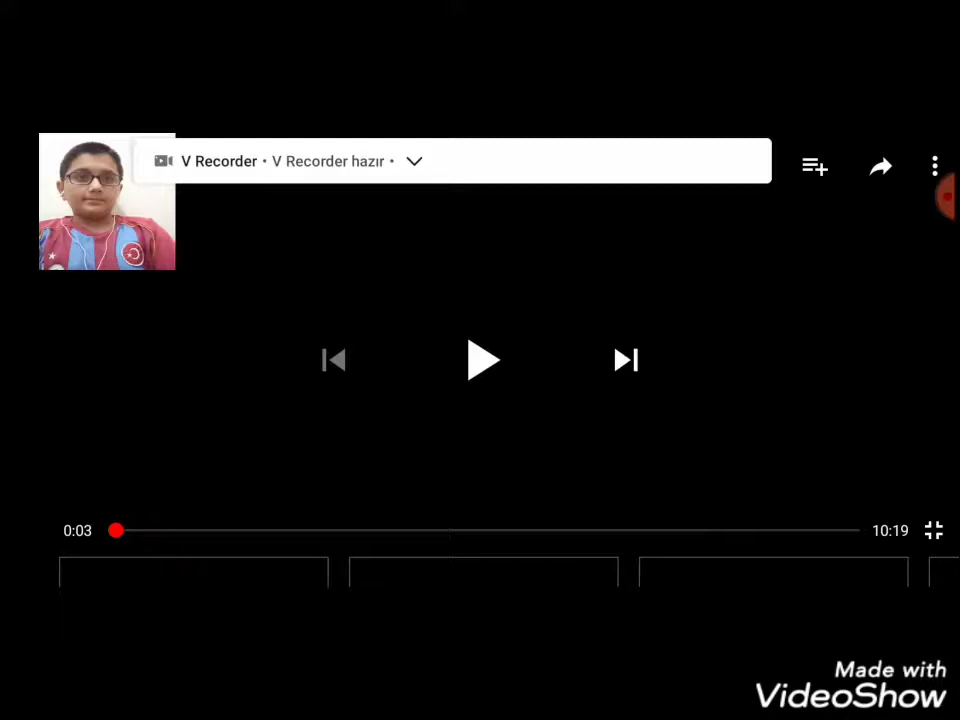 V Recorder • V Recorder hazır •
0:03
10:19
Made with
VideoShow